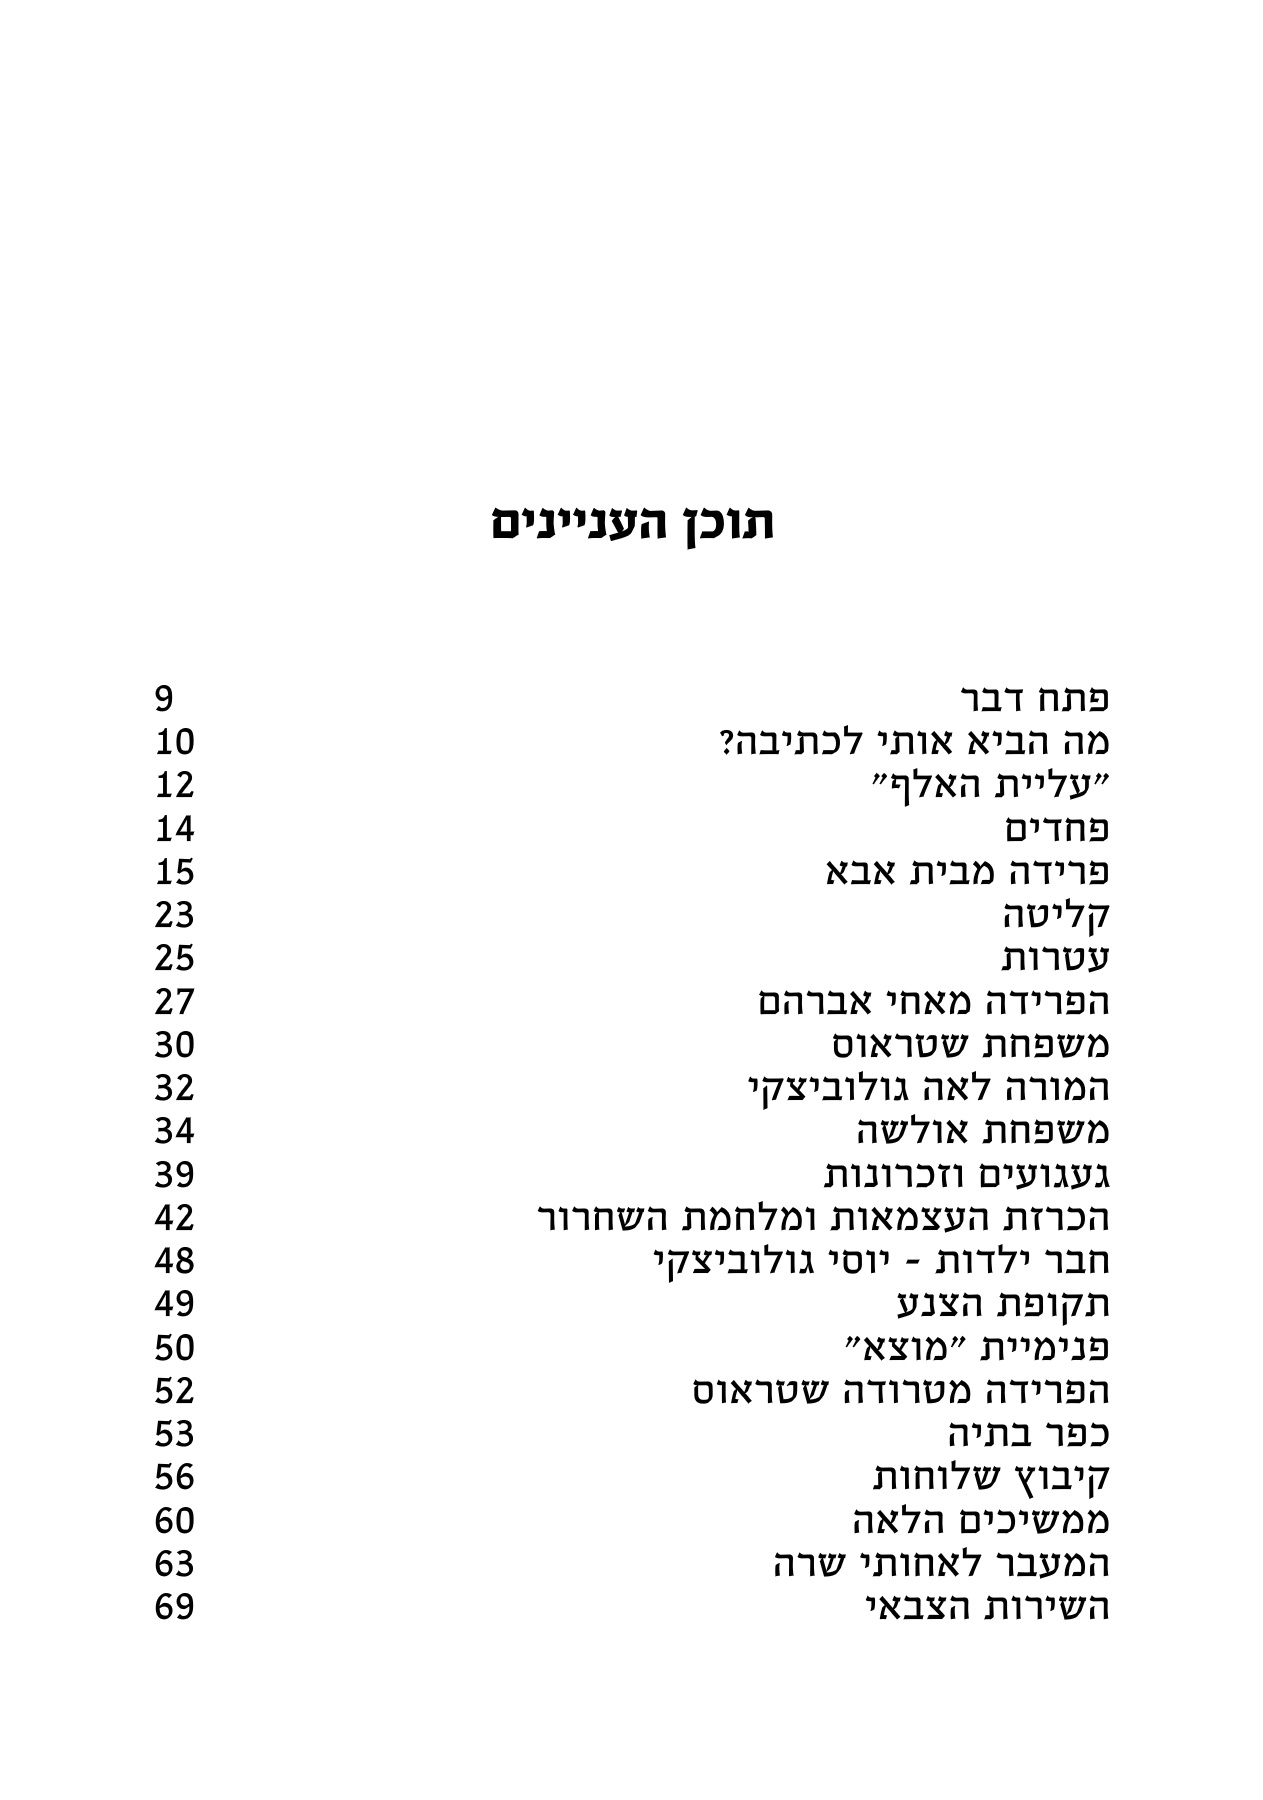 תוכן העניינים
פתח דבר 9
מה הביא אותי לכתיבה? 10
"עליית האלף" 12
פחדים 14
פרידה מבית אבא 15
קליטה 23
עטרות 25
הפרידה מאחי אברהם 27
משפחת שטראוס 30
המורה לאה גולוביצקי 32
משפחת אולשה 34
געגועים וזכרונות 39
הכרזת העצמאות ומלחמת השחרור 42
חבר ילדות - יוסי גולוביצקי 48
תקופת הצנע 49
פנימיית "מוצא" 50
הפרידה מטרודה שטראוס 52
כפר בתיה 53
קיבוץ שלוחות 56
ממשיכים הלאה 60
המעבר לאחותי שרה 63
השירות הצבאי 69